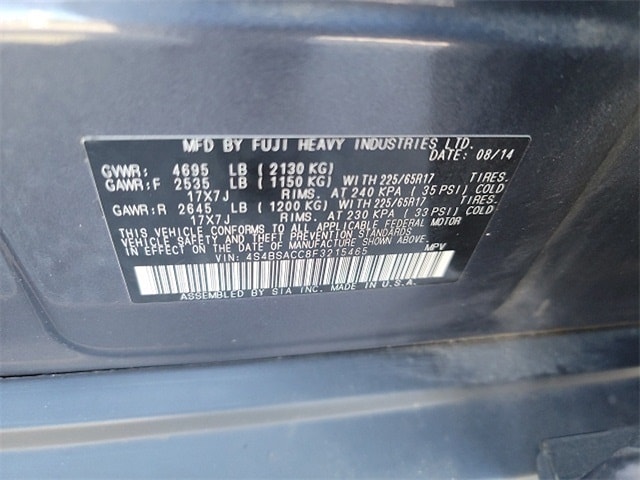 MFD BY FUJI HEAVY INDUSTRIES LTD.
DATE: 08/14
GVWR: 4695 LB ( 2130 KG)
GAWR:F 2535 LB ( 1150 KG) WITH 225/65R17 TIRES.
17X7J RIMS. AT 240 KPA ( 35 PSI) COLD
GAWR:R 2645 LB ( 1200 KG) WITH 225/65R17 TIRES.
17X7J RIMS. AT 230 KPA ( 33 PSI) COLD
THIS VEHICLE CONFORMS TO ALL APPLICABLE FEDERAL MOTOR
VEHICLE SAFETY, BUMPER, AND THEFT PREVENTION STANDARDS
IN EFFECT ON THE DATE OF MANUFACTURE SHOWN ABOVE.
VIN: 4S4BSACC8F3215465 MPV
ASSEMBLED BY SIA INC. MADE IN U.S.A.